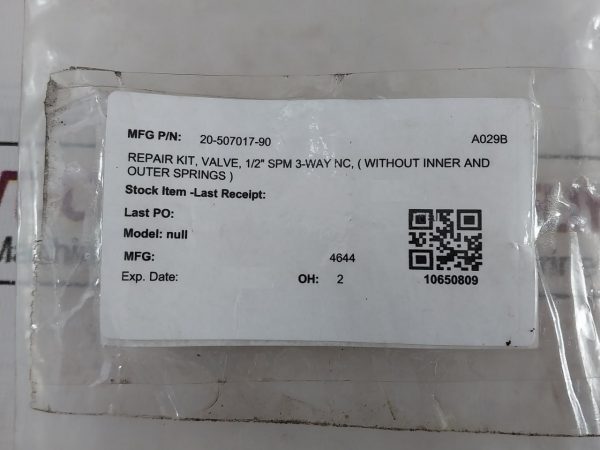 MFG P/N: 20-507017-90 A029B
REPAIR KIT, VALVE, 1/2" SPM 3-WAY NC, ( WITHOUT INNER AND
OUTER SPRINGS )
Stock Item -Last Receipt:
Last PO:
Model: null
MFG: 4644
Exp. Date: OH: 2
10650809